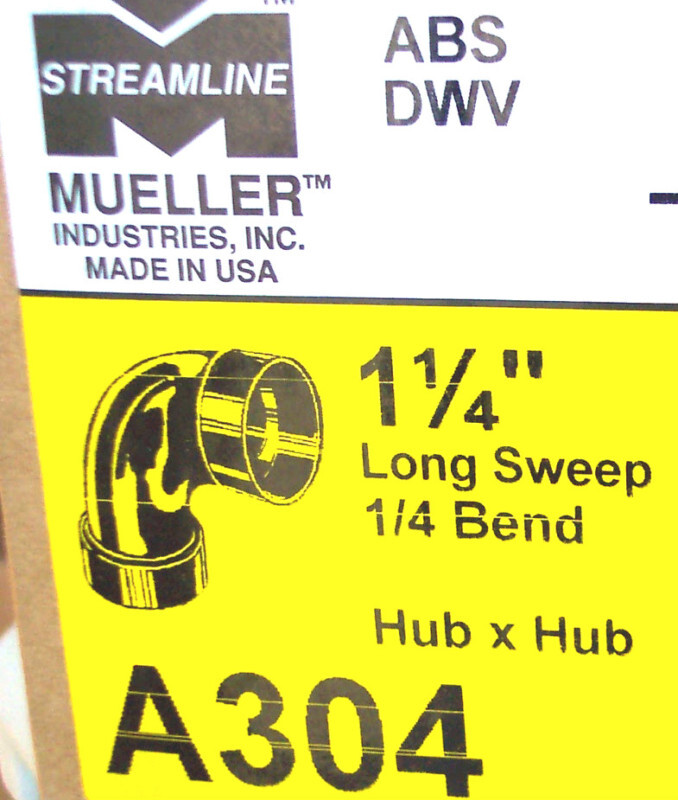 TM
STREAMLINE
MUELLER™
INDUSTRIES, INC.
MADE IN USA
ABS
DWV
1¼"
Long Sweep
1/4 Bend
Hub x Hub
A304